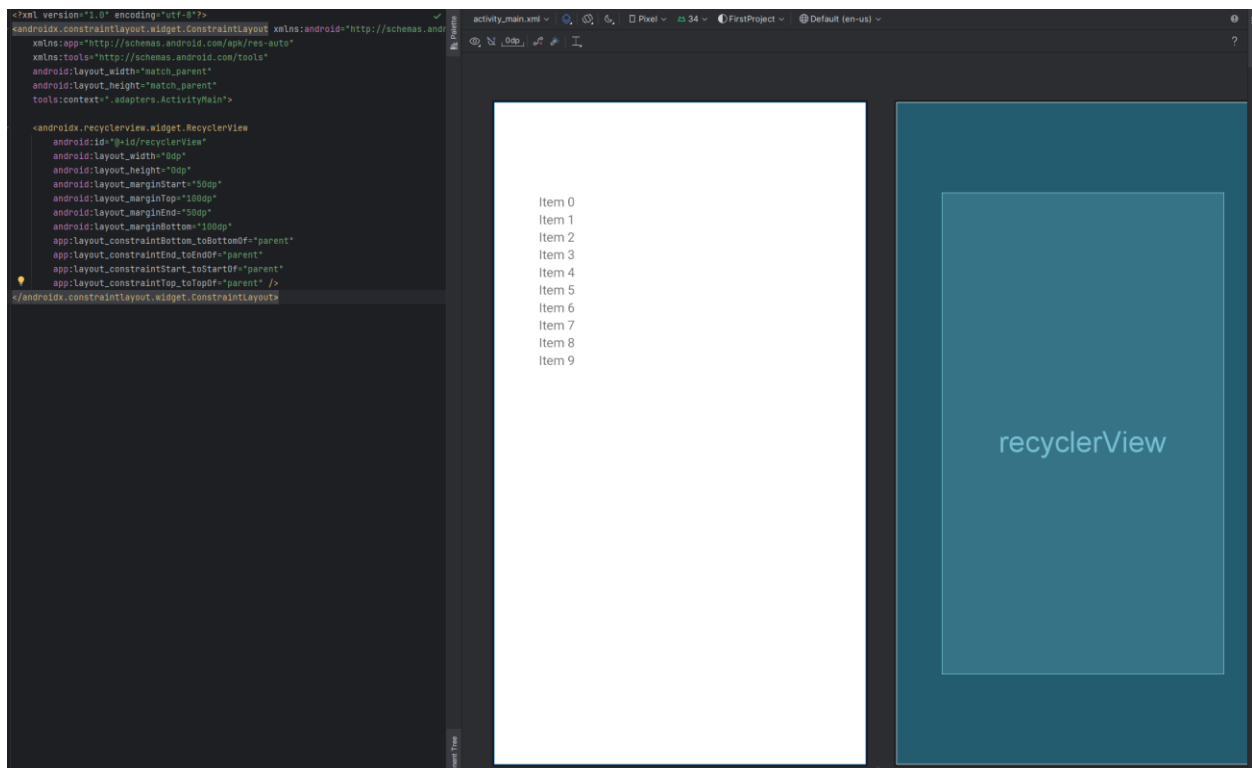 <?xml version="1.0" encoding="utf-8"?>
<androidx.constraintlayout.widget.ConstraintLayout xmlns:android="http://schemas.andr
xmlns:app="http://schemas.android.com/apk/res-auto"
xmlns:tools="http://schemas.android.com/tools"
android:layout_width="match_parent"
android:layout_height="match_parent"
tools:context=".adapters.ActivityMain">
<androidx.recyclerview.widget.RecyclerView
android:id="@+id/recyclerView"
android:layout_width="0dp"
android:layout_height="0dp"
android:layout_marginStart="50dp"
android:layout_marginTop="100dp"
android:layout_marginEnd="50dp"
android:layout_marginBottom="100dp"
app:layout_constraintBottom_toBottomOf="parent"
app:layout_constraintEnd_toEndOf="parent"
app:layout_constraintStart_toStartOf="parent"
app:layout_constraintTop_toTopOf="parent" />
</androidx.constraintlayout.widget.ConstraintLayout>
Palette
activity_main.xml Pixel 34 FirstProject Default (en-us)
0dp
?
Item 0
Item 1
Item 2
Item 3
Item 4
Item 5
Item 6
Item 7
Item 8
Item 9
recyclerView
nent Tree